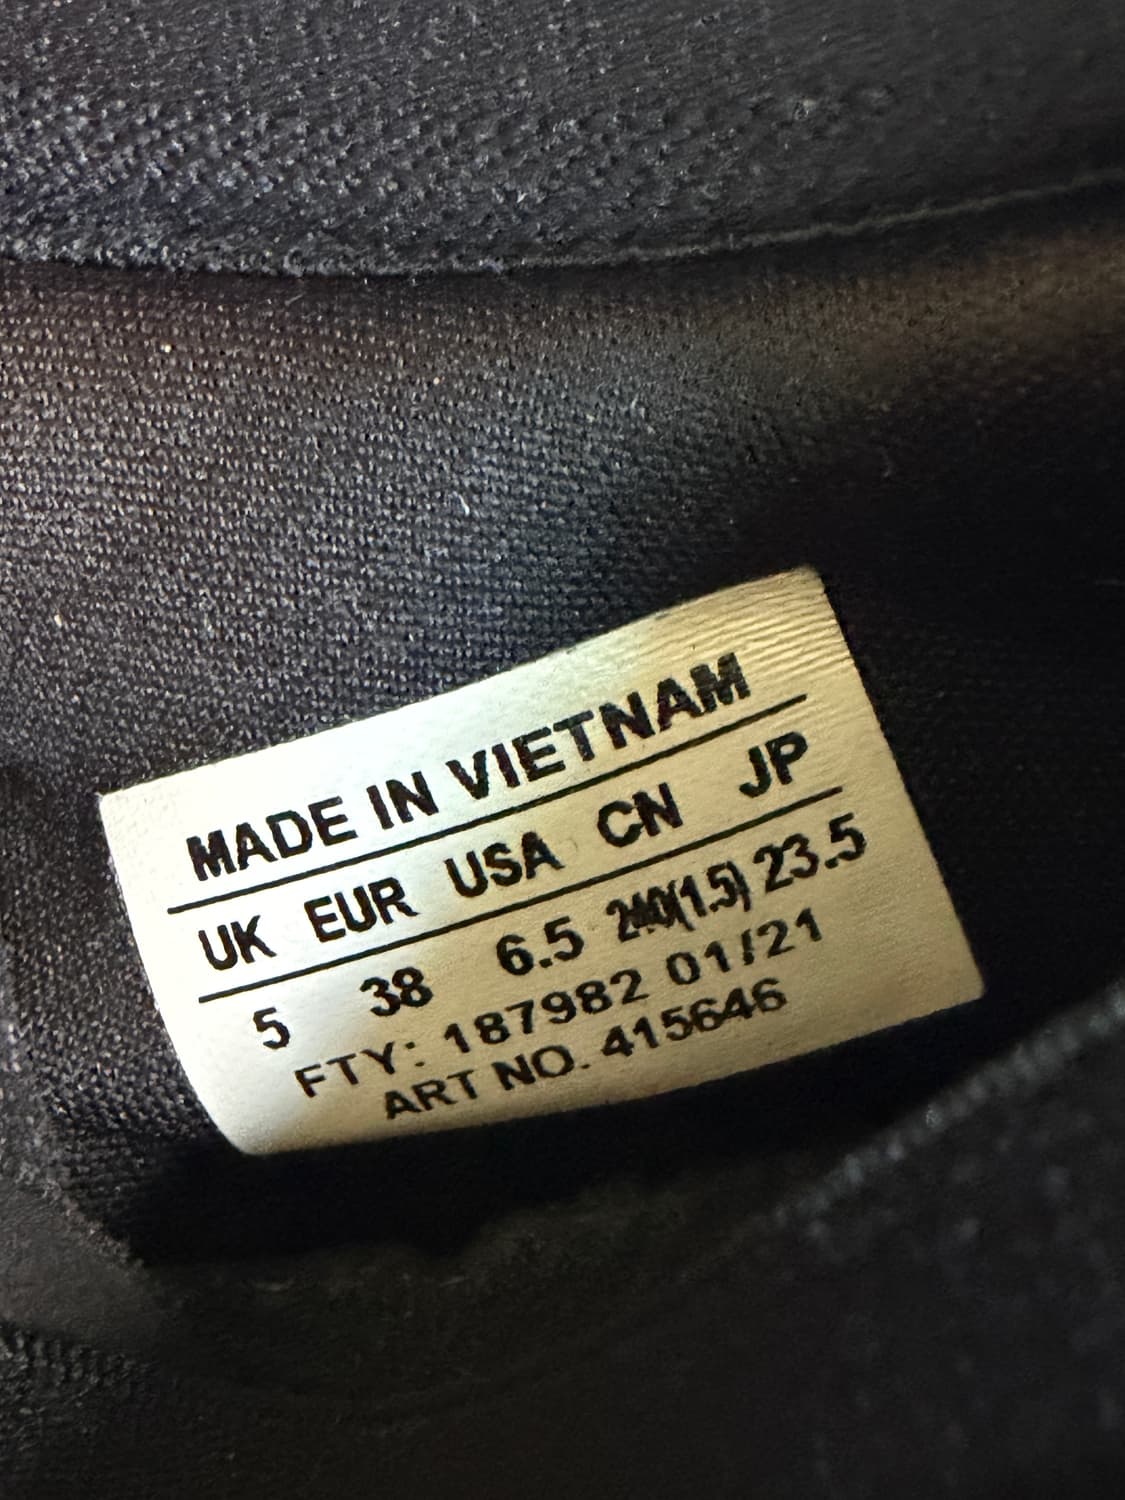 MADE IN VIETNAM
UK EUR USA CN JP
5 38 6.5 240(1.5) 23.5
FTY: 187982 01/21
ART NO. 415646